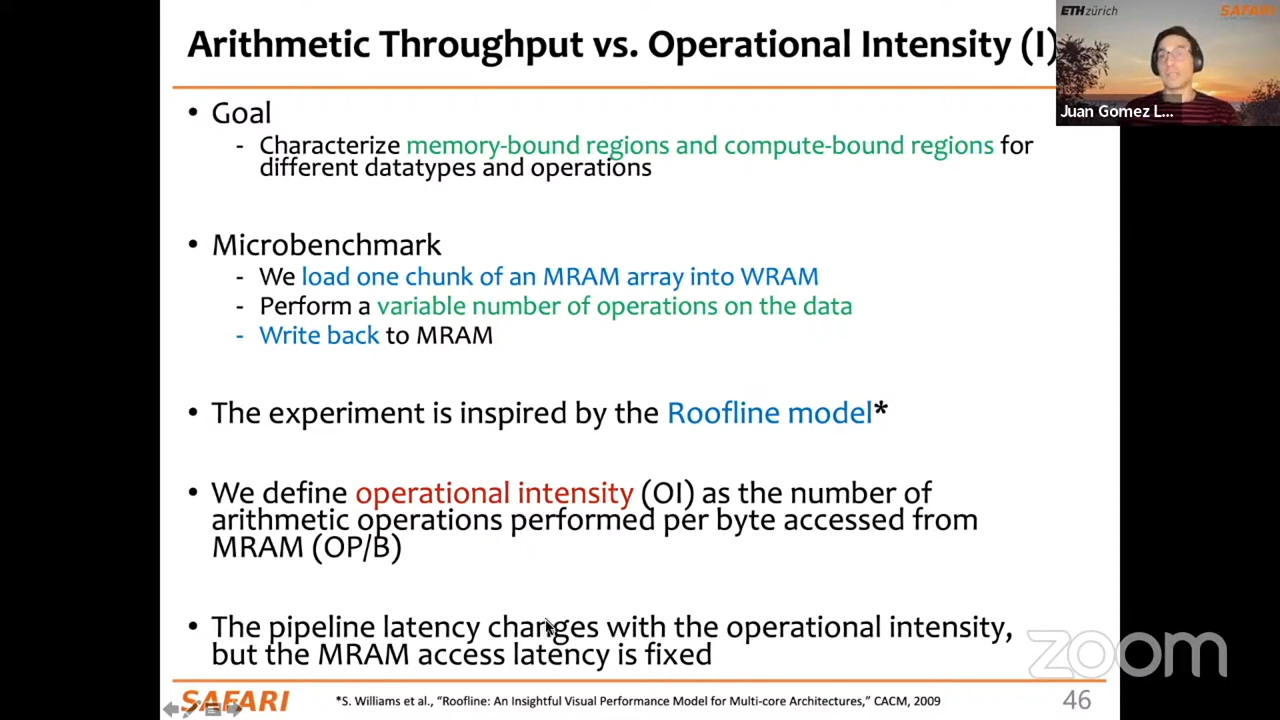 Arithmetic Throughput vs. Operational Intensity (I)
ETH zürich
SAFARI
Juan Gomez L...
• Goal
- Characterize memory-bound regions and compute-bound regions for
different datatypes and operations
• Microbenchmark
- We load one chunk of an MRAM array into WRAM
- Perform a variable number of operations on the data
- Write back to MRAM
• The experiment is inspired by the Roofline model*
• We define operational intensity (OI) as the number of
arithmetic operations performed per byte accessed from
MRAM (OP/B)
• The pipeline latency changes with the operational intensity,
but the MRAM access latency is fixed
zoom
SAFARI
*S. Williams et al., “Roofline: An Insightful Visual Performance Model for Multi-core Architectures,” CACM, 2009
46